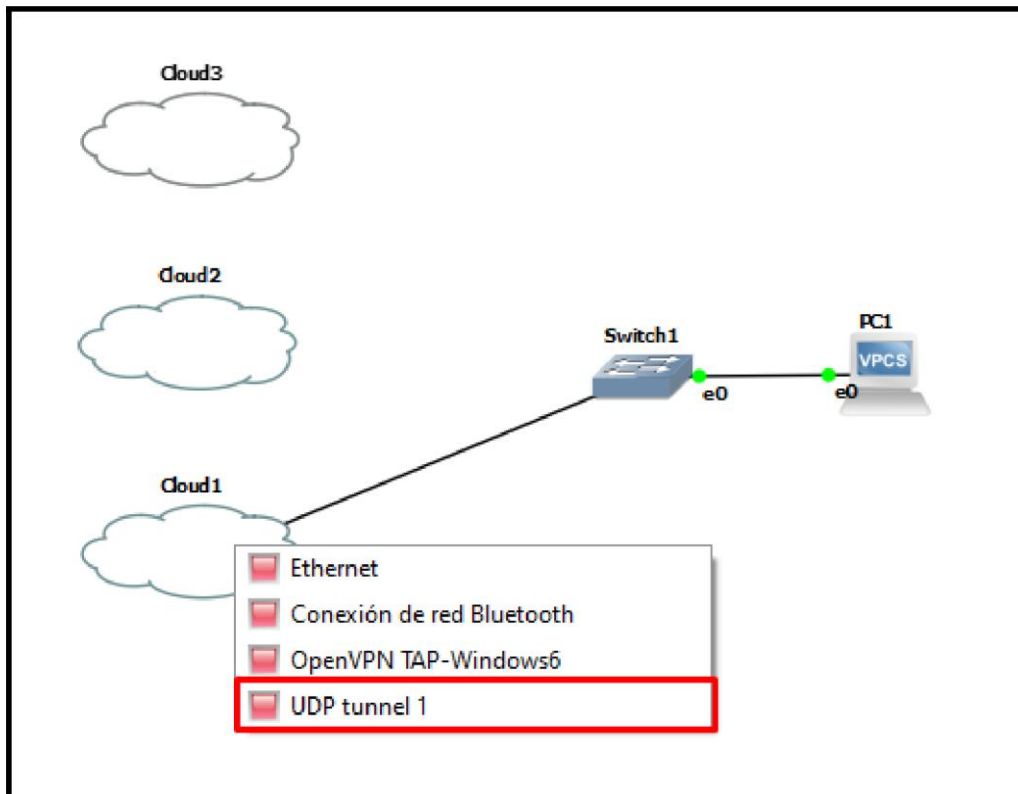 Cloud3
Cloud2
Switch1
PC1
VPCS
e0
e0
Cloud1
Ethernet
Conexión de red Bluetooth
OpenVPN TAP-Windows6
UDP tunnel 1